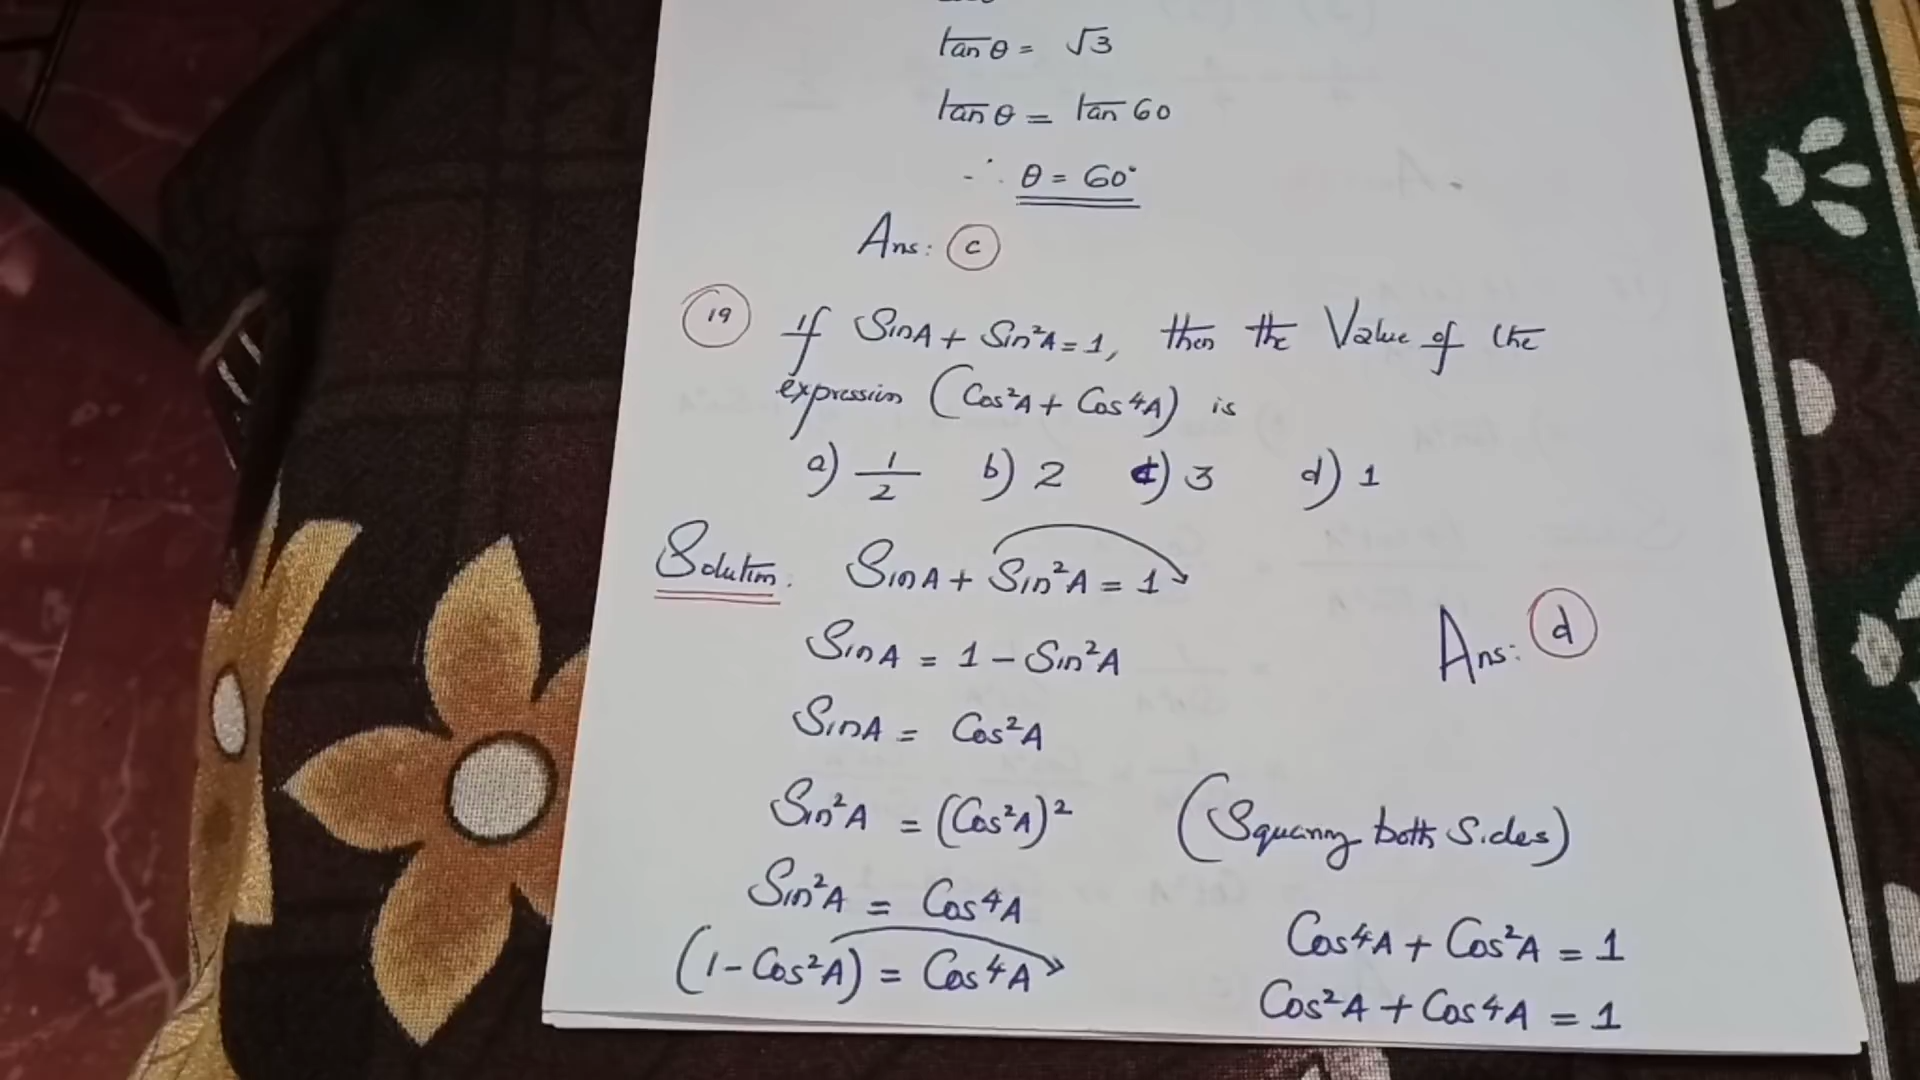 tanθ = √3
tanθ = tan 60
∴ θ = 60°
Ans: c
19 If SinA + Sin²A = 1, then the Value of the
expression (Cos²A + Cos⁴A) is
a) 1/2 b) 2 c) 3 d) 1
Solution. SinA + Sin²A = 1
SinA = 1 - Sin²A
Ans: d
SinA = Cos²A
Sin²A = (Cos²A)² (Squaring both Sides)
Sin²A = Cos⁴A
(1 - Cos²A) = Cos⁴A
Cos⁴A + Cos²A = 1
Cos²A + Cos⁴A = 1